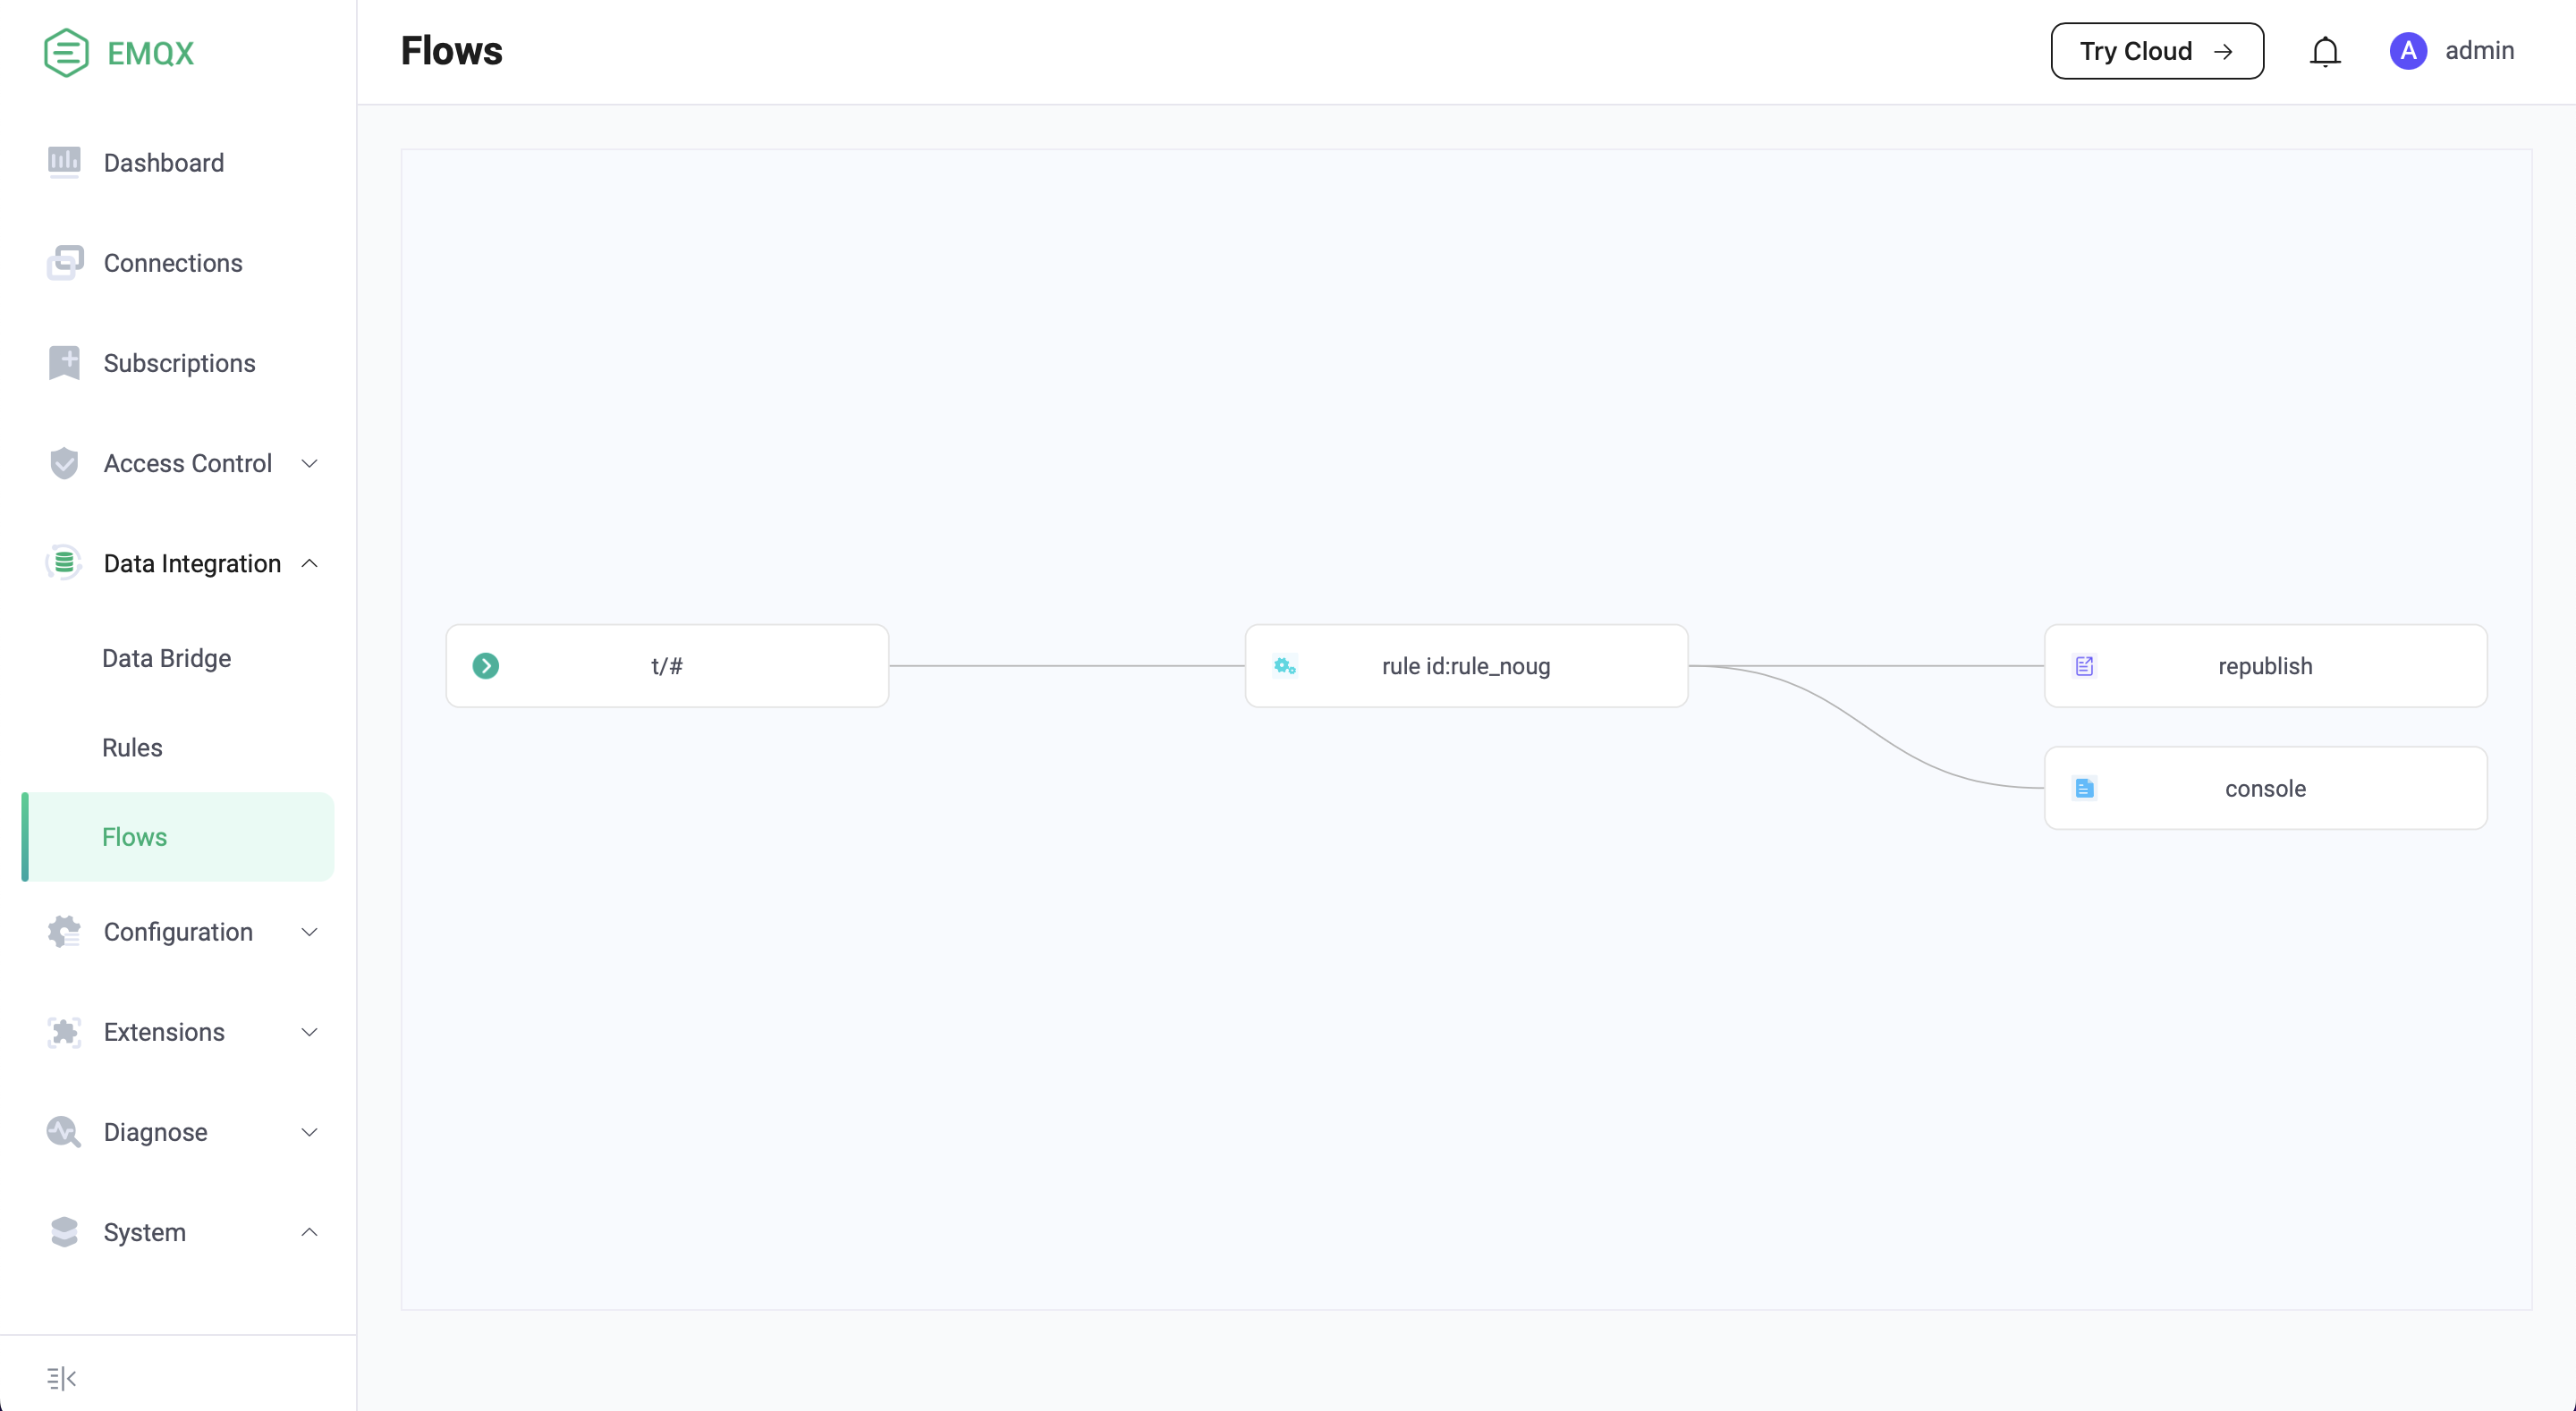 EMQX
Dashboard
Connections
Subscriptions
Access Control
Data Integration
Data Bridge
Rules
Flows
Configuration
Extensions
Diagnose
System
Flows
Try Cloud →
A
admin
t/#
rule id:rule_noug
republish
console